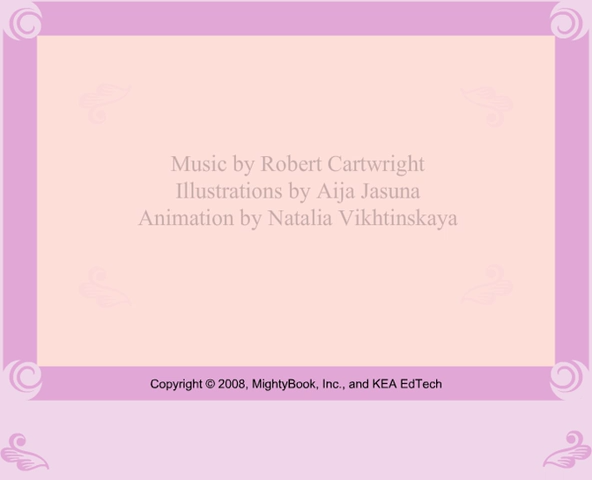 Music by Robert Cartwright
Illustrations by Aija Jasuna
Animation by Natalia Vikhtinskaya
Copyright © 2008, MightyBook, Inc., and KEA EdTech